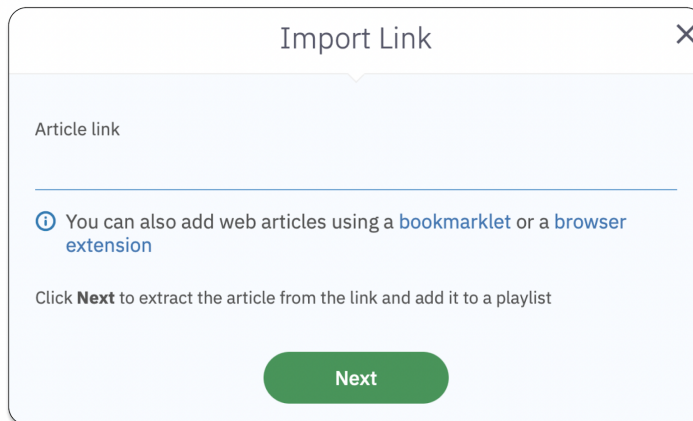 Import Link
Article link
You can also add web articles using a bookmarklet or a browser
extension
Click Next to extract the article from the link and add it to a playlist
Next